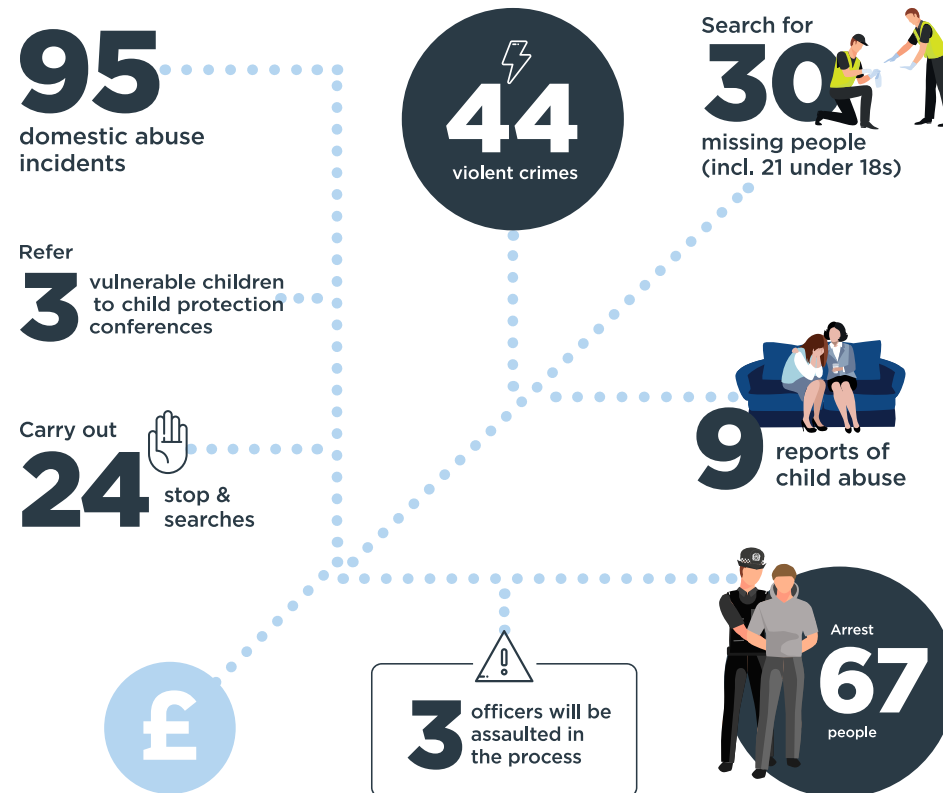 95
domestic abuse
incidents
44
violent crimes
Search for
30
missing people
(incl. 21 under 18s)
Refer
3
vulnerable children
to child protection
conferences
9
reports of
child abuse
Carry out
24
stop &
searches
Arrest
67
people
3
officers will be
assaulted in
the process
£